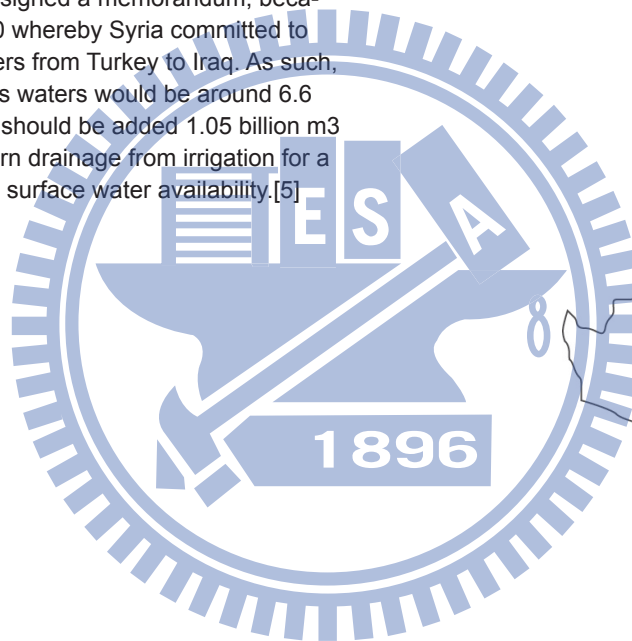 signed a memorandum, beca-
0 whereby Syria committed to
ers from Turkey to Iraq. As such,
s waters would be around 6.6
should be added 1.05 billion m3
rn drainage from irrigation for a
surface water availability.[5]
E S A
8
1896